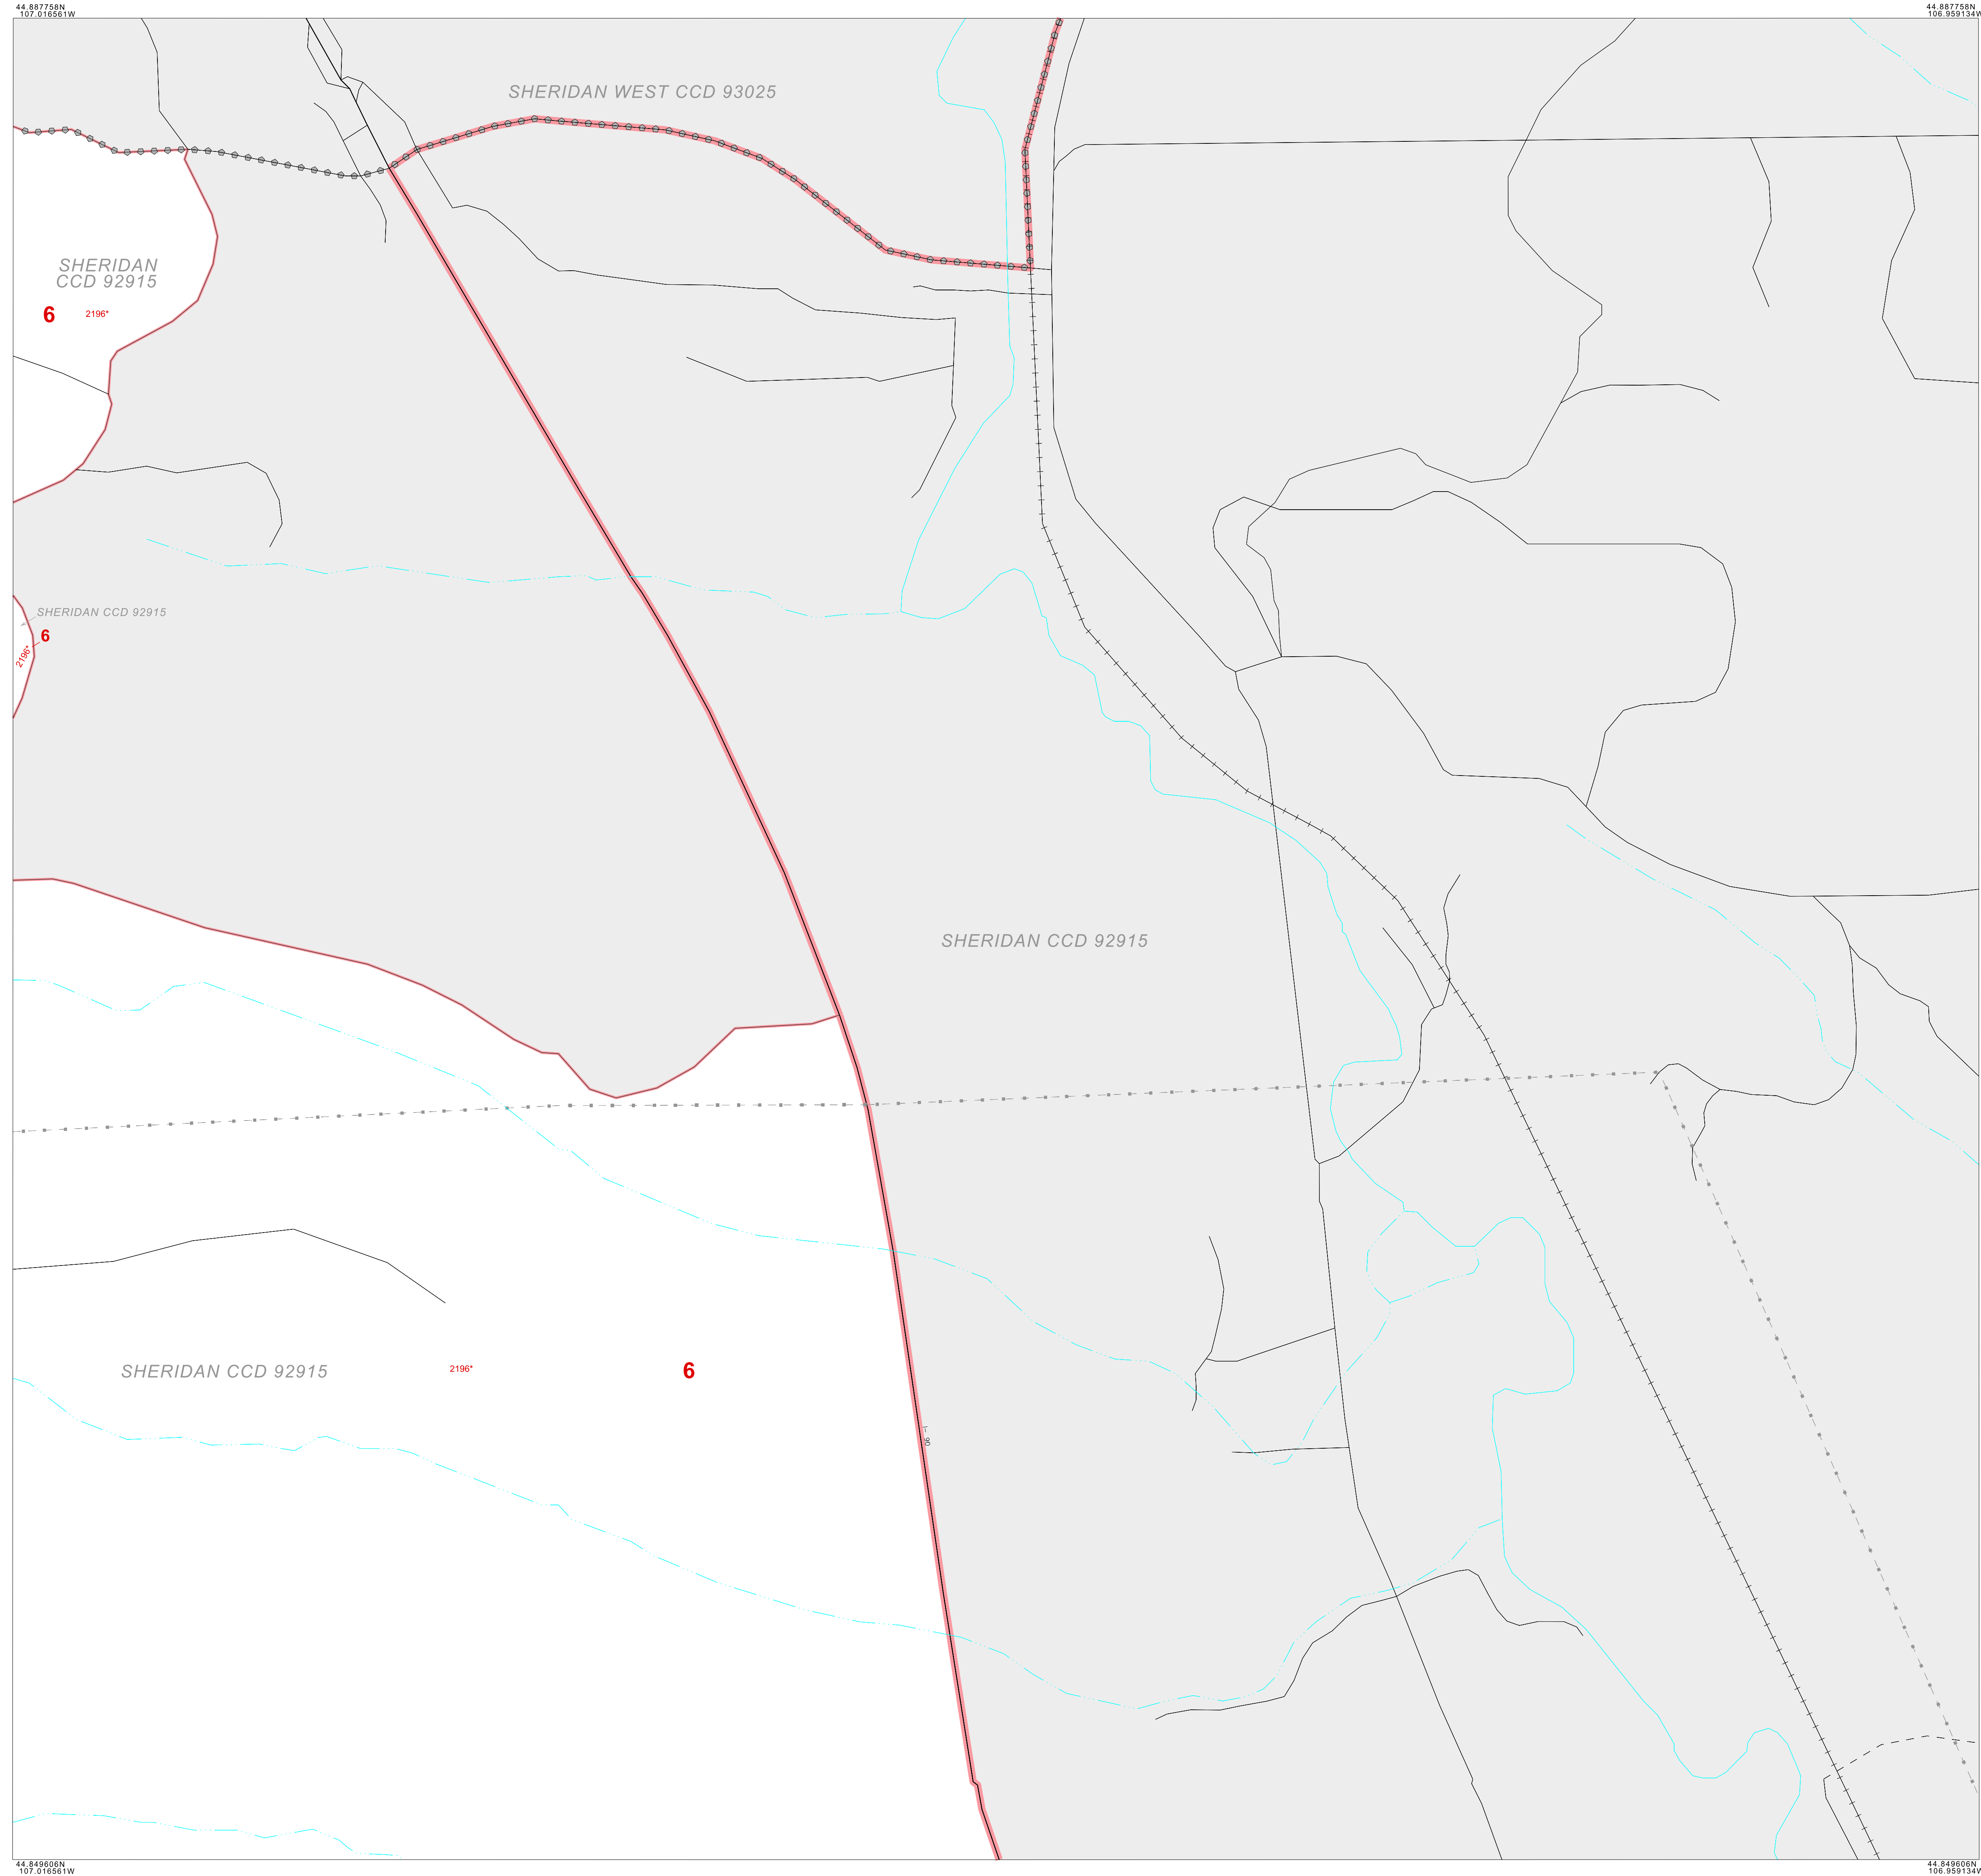 44.887758N
107.016561W
44.887758N
106.959134W
SHERIDAN WEST CCD 93025
SHERIDAN
CCD 92915
6
2196*
SHERIDAN CCD 92915
6
2196*
SHERIDAN CCD 92915
SHERIDAN CCD 92915
2196*
6
I- 90
44.849606N
107.016561W
44.849606N
106.959134W